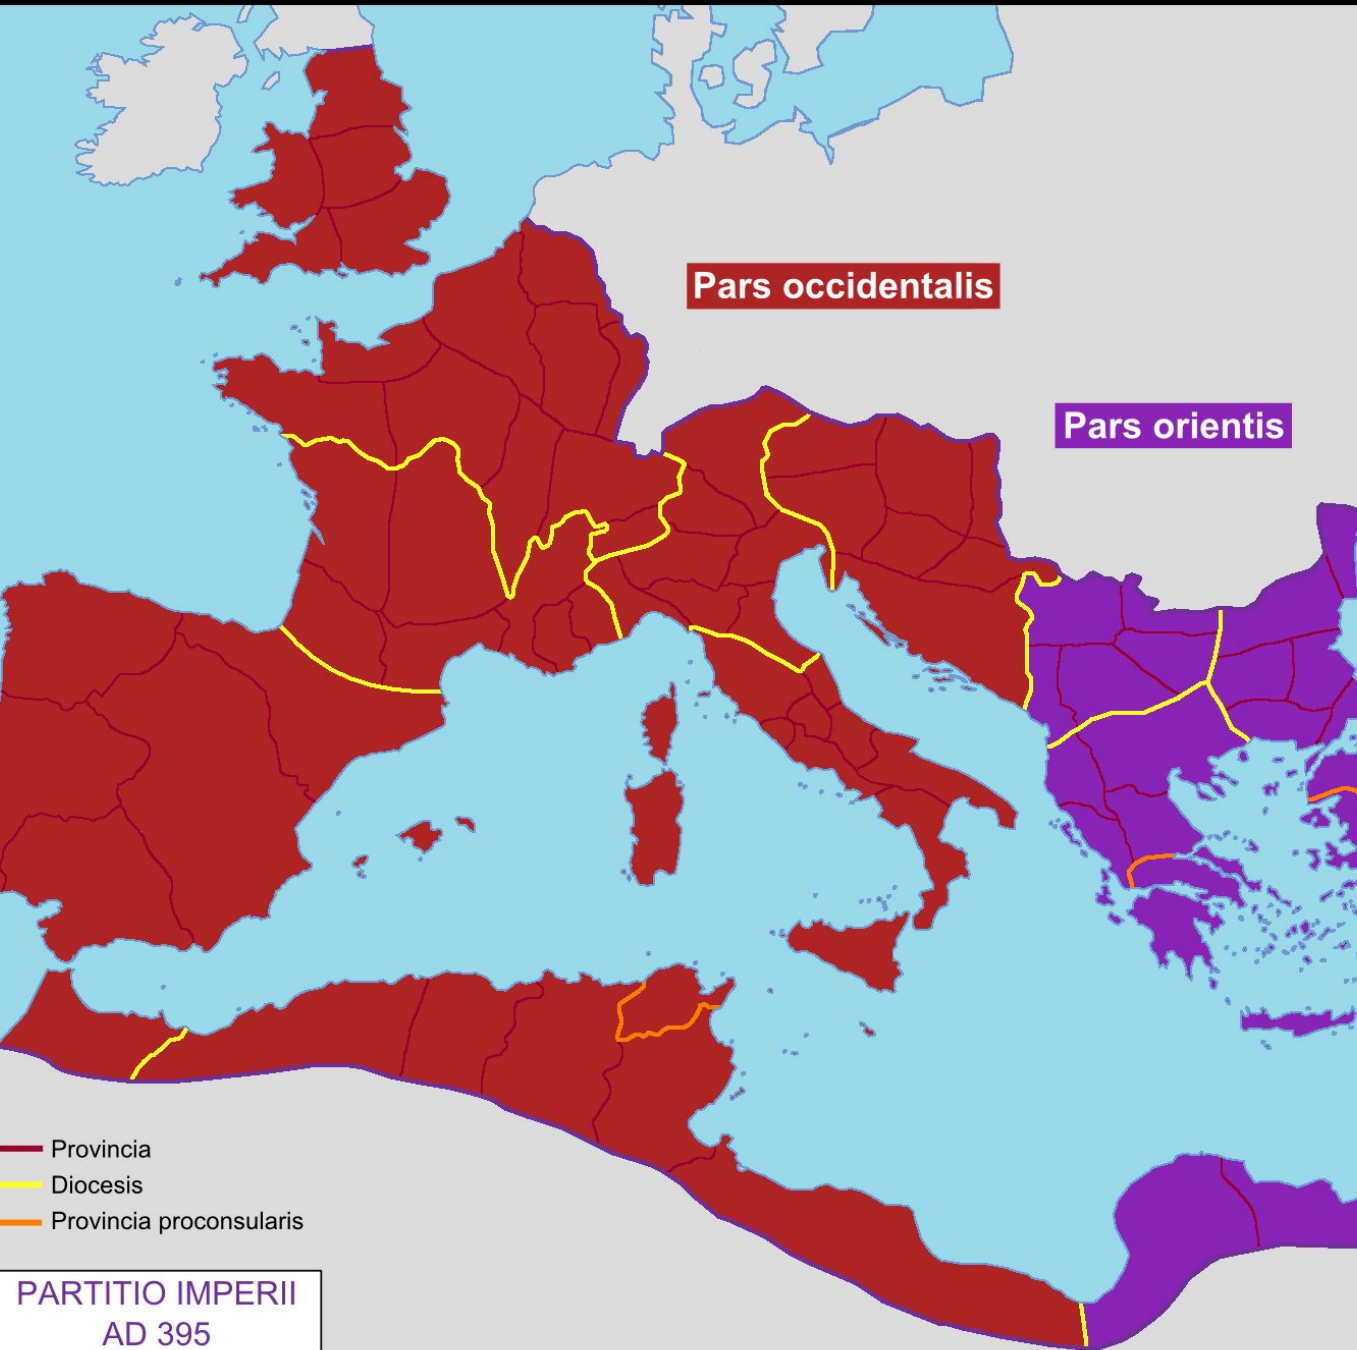 Pars occidentalis
Pars orientis
Provincia
Diocesis
Provincia proconsularis
PARTITIO IMPERII
AD 395